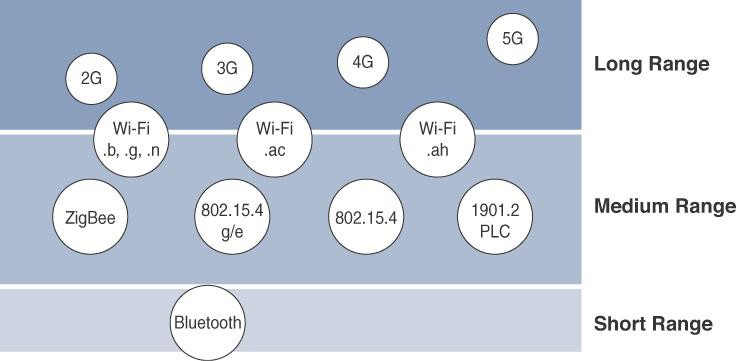 5G
4G
3G
2G
Long Range
Wi-Fi
.b, .g, .n
Wi-Fi
.ac
Wi-Fi
.ah
ZigBee
802.15.4
g/e
802.15.4
1901.2
PLC
Medium Range
Bluetooth
Short Range